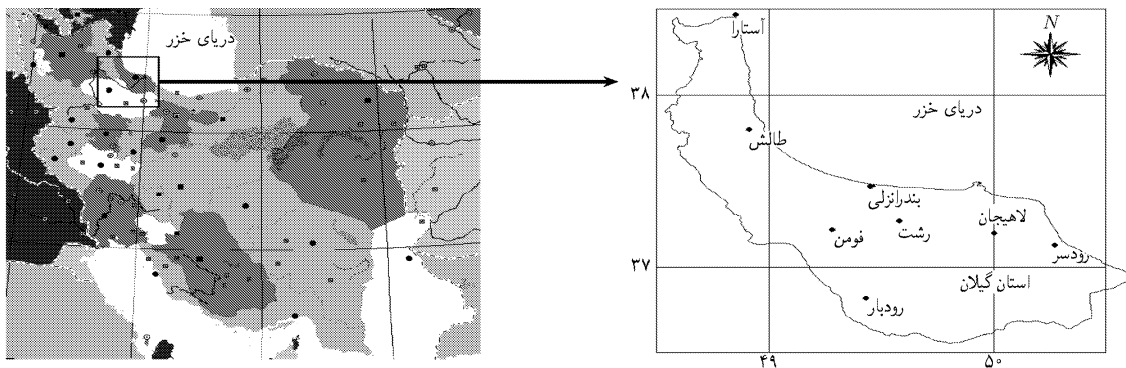 دریای خزر
آستارا
N
۳۸
دریای خزر
طالش
بندرانزلی
لاهیجان
رشت
فومن
رودسر
۳۷
استان گیلان
رودبار
۴۹
۵۰